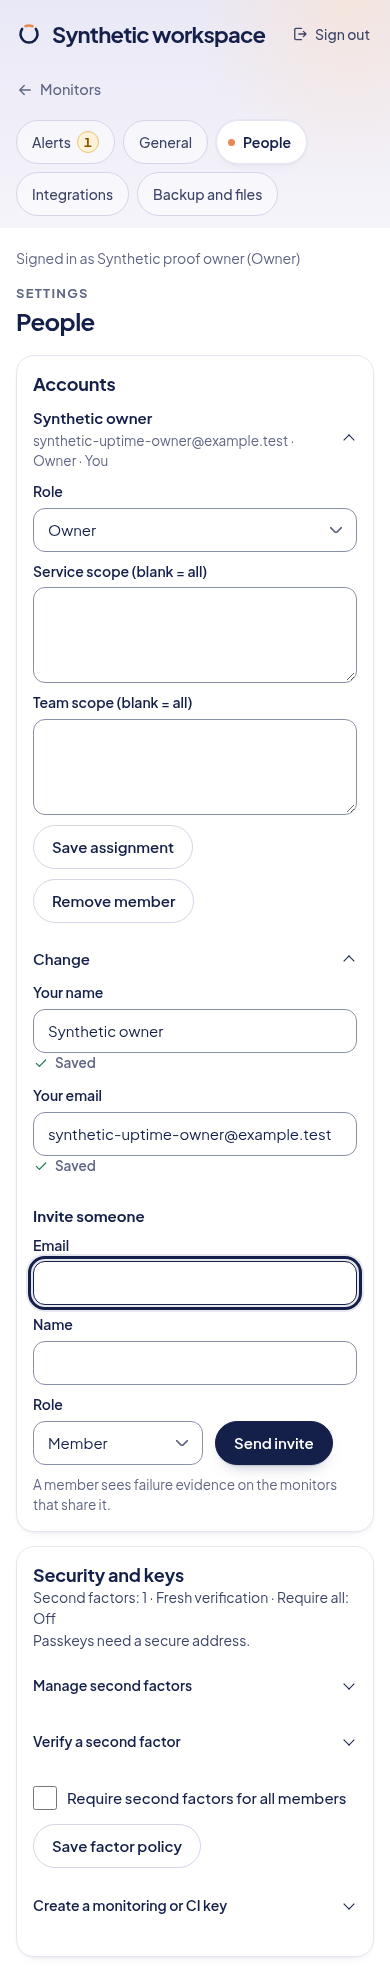 Synthetic workspace
Sign out
Monitors
Alerts 1
General
People
Integrations
Backup and files
Signed in as Synthetic proof owner (Owner)
SETTINGS
People
Accounts
Synthetic owner
synthetic-uptime-owner@example.test ·
Owner · You
Role
Owner
Service scope (blank = all)
Team scope (blank = all)
Save assignment
Remove member
Change
Your name
Synthetic owner
Saved
Your email
synthetic-uptime-owner@example.test
Saved
Invite someone
Email
Name
Role
Member
Send invite
A member sees failure evidence on the monitors
that share it.
Security and keys
Second factors: 1 · Fresh verification · Require all:
Off
Passkeys need a secure address.
Manage second factors
Verify a second factor
Require second factors for all members
Save factor policy
Create a monitoring or CI key